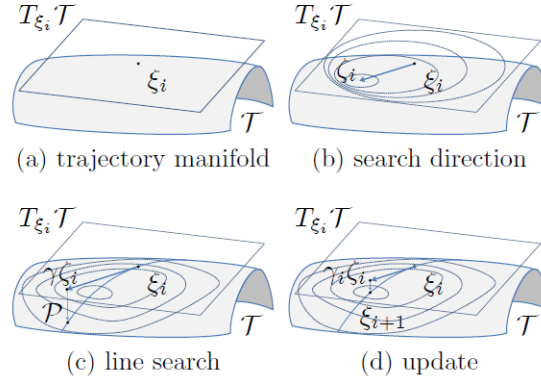 T_{ξ_i}𝒯
ξ_i
𝒯
(a) trajectory manifold
T_{ξ_i}𝒯
ζ_i
ξ_i
𝒯
(b) search direction
T_{ξ_i}𝒯
γζ_i
ξ_i
𝒫
𝒯
(c) line search
T_{ξ_i}𝒯
γ_iζ_i
ξ_i
ξ_{i+1}
𝒯
(d) update